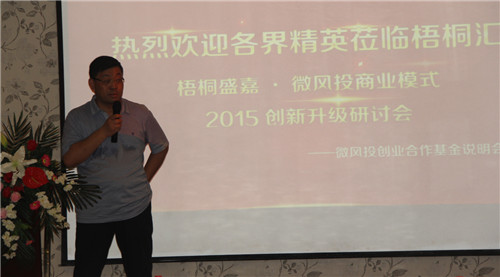 热烈欢迎各界精英莅临梧桐汇
梧桐盛嘉·微风投商业模式
2015 创新升级研讨会
——微风投创业合作基金说明会